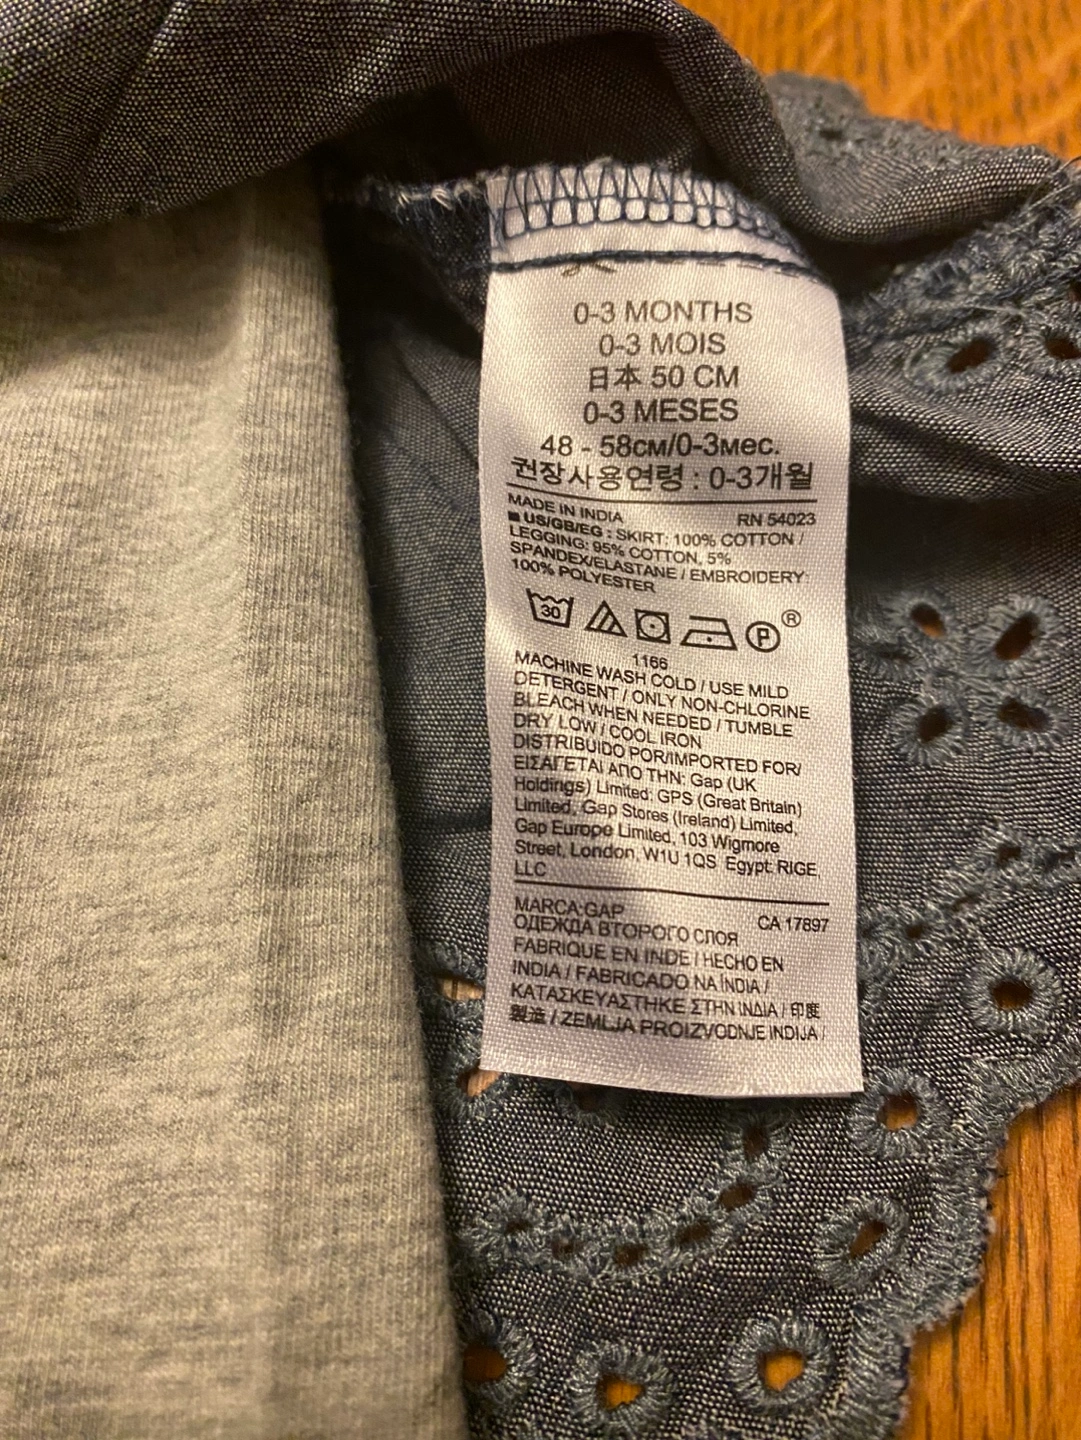 0-3 MONTHS
0-3 MOIS
日本 50 CM
0-3 MESES
48 - 58см/0-3мес.
권장사용연령 : 0-3개월
MADE IN INDIA RN 54023
■ US/GB/EG : SKIRT: 100% COTTON /
LEGGING: 95% COTTON, 5%
SPANDEX/ELASTANE / EMBROIDERY:
100% POLYESTER
30 P ®
1166
MACHINE WASH COLD / USE MILD
DETERGENT / ONLY NON-CHLORINE
BLEACH WHEN NEEDED / TUMBLE
DRY LOW / COOL IRON
DISTRIBUIDO POR/IMPORTED FOR/
ΕΙΣΑΓΕΤΑΙ ΑΠΟ ΤΗΝ: Gap (UK
Holdings) Limited: GPS (Great Britain)
Limited, Gap Stores (Ireland) Limited,
Gap Europe Limited, 103 Wigmore
Street, London, W1U 1QS Egypt: RIGE
LLC
MARCA:GAP CA 17897
ОДЕЖДА ВТОРОГО СЛОЯ
FABRIQUE EN INDE / HECHO EN
INDIA / FABRICADO NA ÍNDIA /
ΚΑΤΑΣΚΕΥΑΣΤΗΚΕ ΣΤΗΝ ΙΝΔΙΑ / 印度
製造 / ZEMLJA PROIZVODNJE INDIJA /